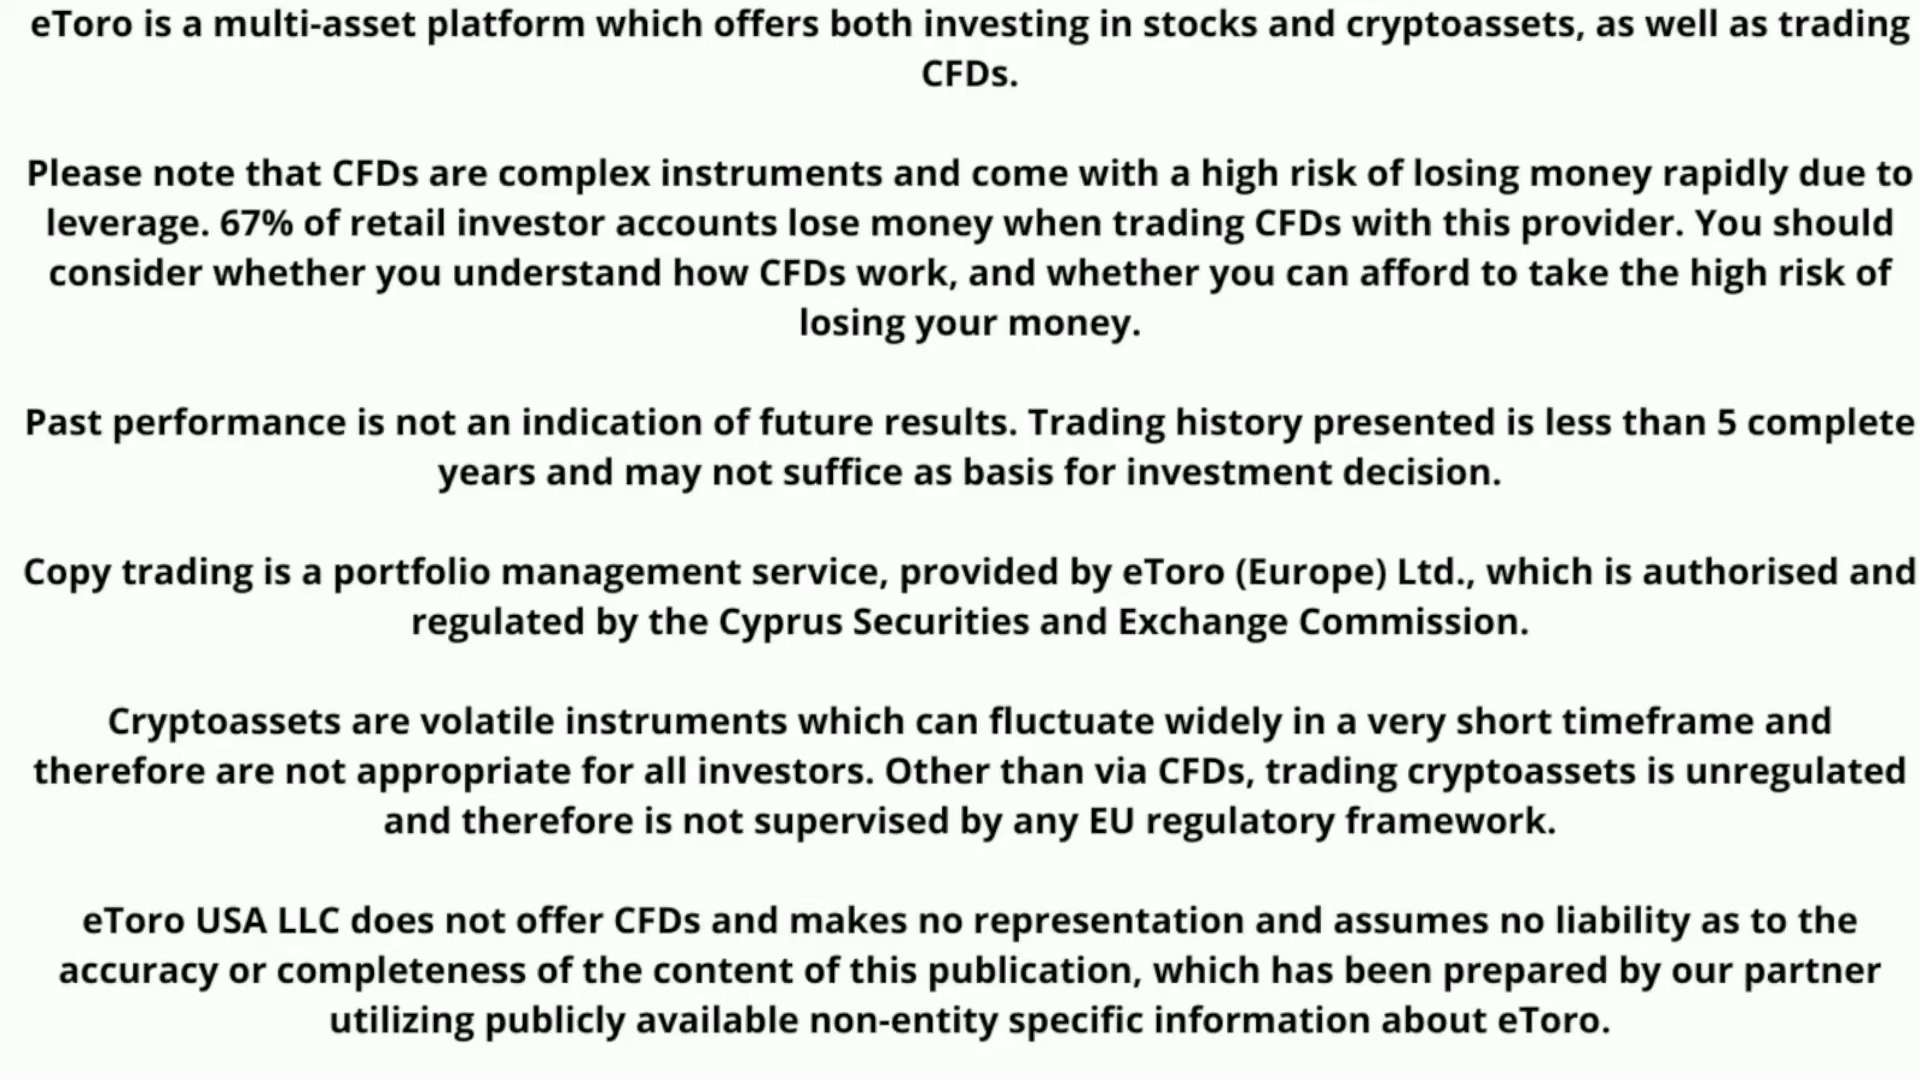 eToro is a multi-asset platform which offers both investing in stocks and cryptoassets, as well as trading
CFDs.
Please note that CFDs are complex instruments and come with a high risk of losing money rapidly due to
leverage. 67% of retail investor accounts lose money when trading CFDs with this provider. You should
consider whether you understand how CFDs work, and whether you can afford to take the high risk of
losing your money.
Past performance is not an indication of future results. Trading history presented is less than 5 complete
years and may not suffice as basis for investment decision.
Copy trading is a portfolio management service, provided by eToro (Europe) Ltd., which is authorised and
regulated by the Cyprus Securities and Exchange Commission.
Cryptoassets are volatile instruments which can fluctuate widely in a very short timeframe and
therefore are not appropriate for all investors. Other than via CFDs, trading cryptoassets is unregulated
and therefore is not supervised by any EU regulatory framework.
eToro USA LLC does not offer CFDs and makes no representation and assumes no liability as to the
accuracy or completeness of the content of this publication, which has been prepared by our partner
utilizing publicly available non-entity specific information about eToro.